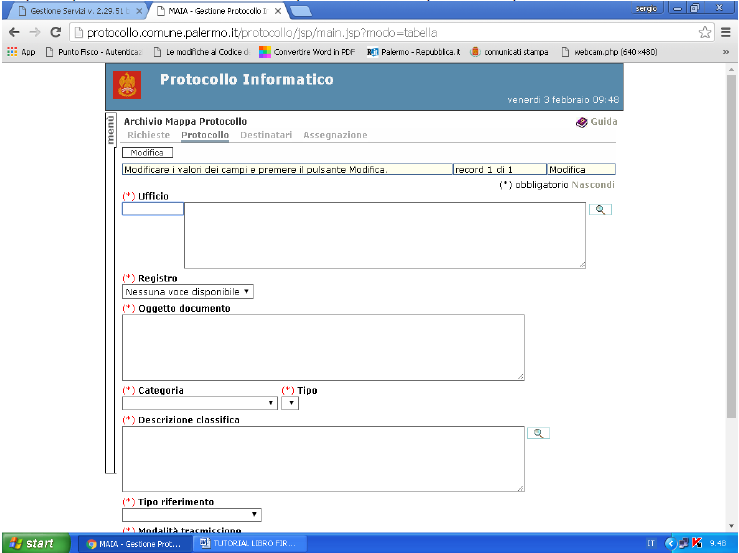 Gestione Servizi v. 2.29.51
MAIA - Gestione Protocollo I
sergio
protocollo.comune.palermo.it/protocollo/jsp/main.jsp?modo=tabella
App Punto Fisco - Autentica: Le modifiche al Codice d Convertire Word in PDF Palermo - Repubblica.it comunicati stampa webcam.php (640×480) »
Protocollo Informatico
venerdì 3 febbraio 09:48
menù
Archivio Mappa Protocollo
Guida
Richieste Protocollo Destinatari Assegnazione
Modifica
Modificare i valori dei campi e premere il pulsante Modifica. record 1 di 1 Modifica
(*) obbligatorio Nascondi
(*) Ufficio
(*) Registro
Nessuna voce disponibile
(*) Oggetto documento
(*) Categoria (*) Tipo
(*) Descrizione classifica
(*) Tipo riferimento
(*) Modalità trasmissione
start MAIA - Gestione Prot... TUTORIAL LIBRO FIR... IT 9.48